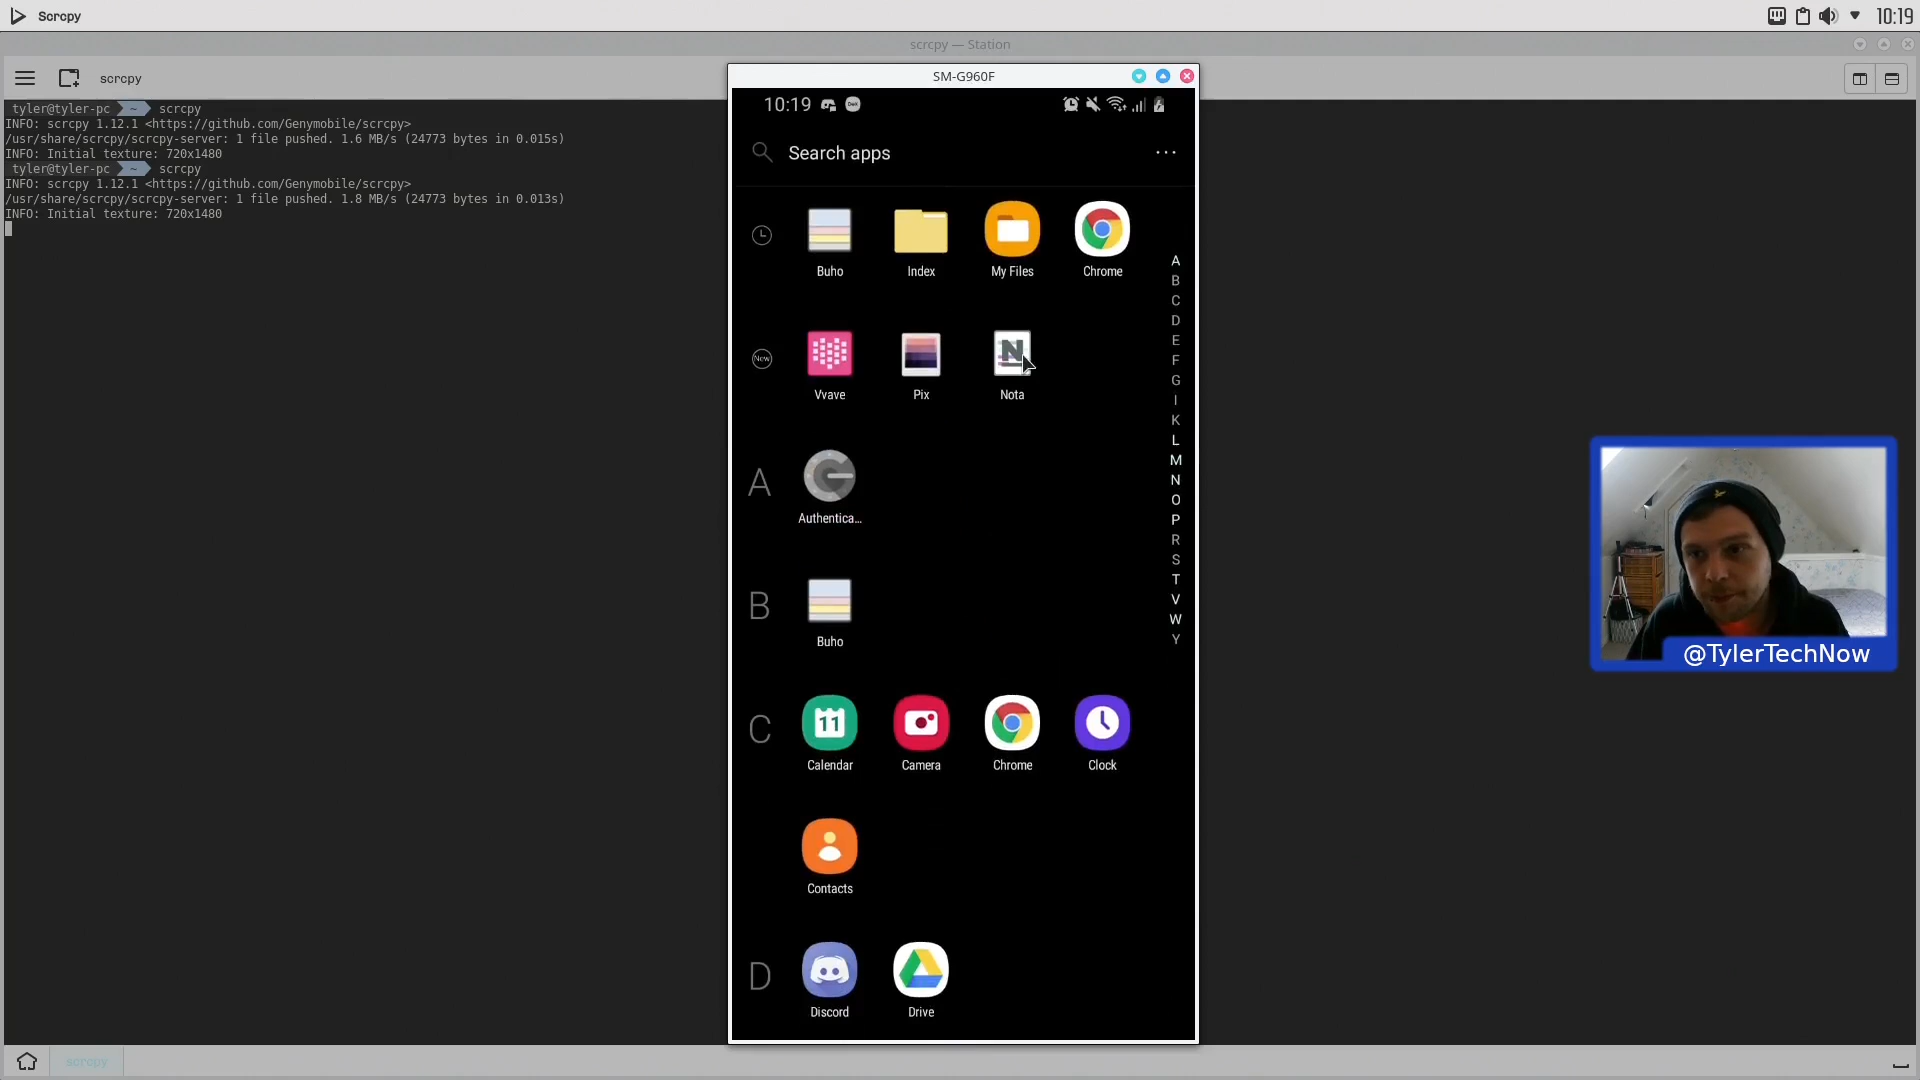 Scrcpy
10:19
scrcpy — Station
scrcpy
tyler@tyler-pc ~ scrcpy
INFO: scrcpy 1.12.1 <https://github.com/Genymobile/scrcpy>
/usr/share/scrcpy/scrcpy-server: 1 file pushed. 1.6 MB/s (24773 bytes in 0.015s)
INFO: Initial texture: 720x1480
tyler@tyler-pc ~ scrcpy
INFO: scrcpy 1.12.1 <https://github.com/Genymobile/scrcpy>
/usr/share/scrcpy/scrcpy-server: 1 file pushed. 1.8 MB/s (24773 bytes in 0.013s)
INFO: Initial texture: 720x1480
SM-G960F
10:19
Search apps
Buho Index My Files Chrome
New
Vvave Pix Nota
A
Authentica...
B
Buho
C
11
Calendar Camera Chrome Clock
Contacts
D
Discord Drive
A
B
C
D
E
F
G
I
K
L
M
N
O
P
R
S
T
V
W
Y
@TylerTechNow
scrcpy